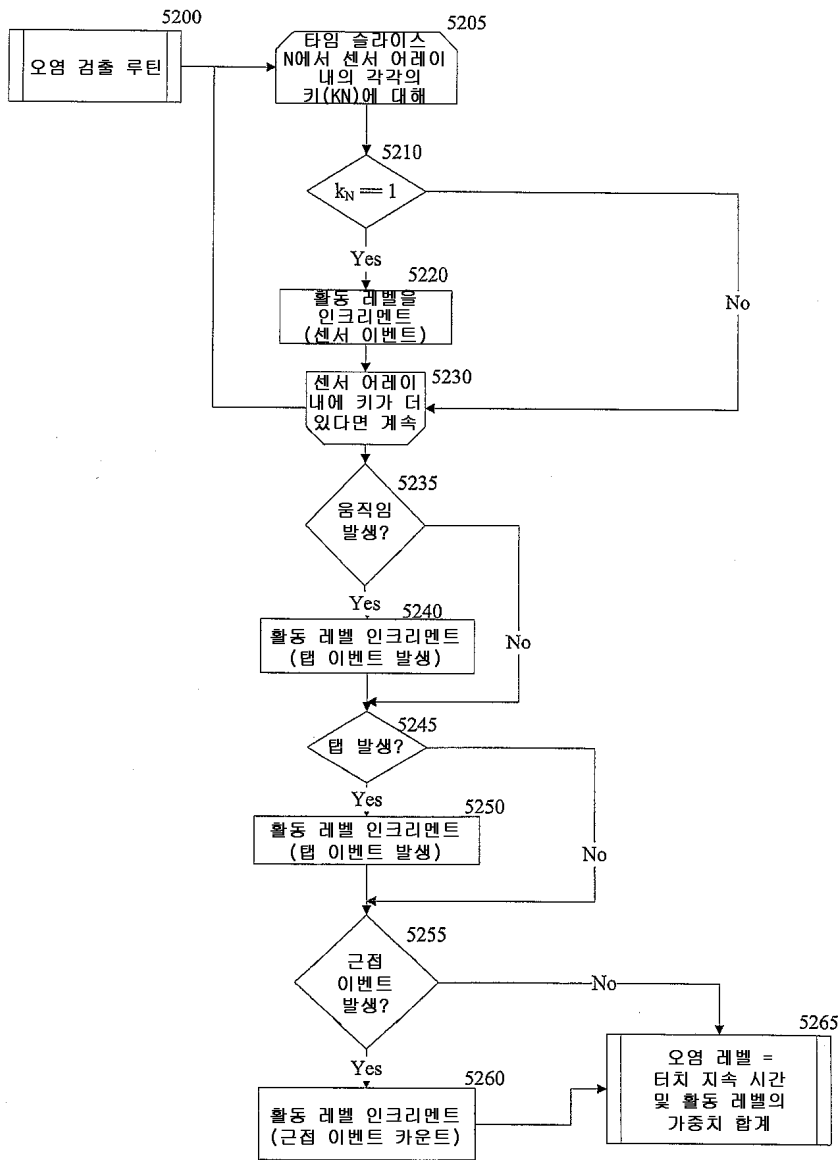 5200
오염 검출 루틴
5205
타임 슬라이스
N에서 센서 어레이
내의 각각의
키(KN)에 대해
5210
kN == 1
Yes
No
5220
활동 레벨을
인크리멘트
(센서 이벤트)
5230
센서 어레이
내에 키가 더
있다면 계속
5235
움직임
발생?
Yes
No
5240
활동 레벨 인크리멘트
(탭 이벤트 발생)
5245
탭 발생?
Yes
No
5250
활동 레벨 인크리멘트
(탭 이벤트 발생)
5255
근접
이벤트
발생?
No
Yes
5260
활동 레벨 인크리멘트
(근접 이벤트 카운트)
5265
오염 레벨 =
터치 지속 시간
및 활동 레벨의
가중치 합계